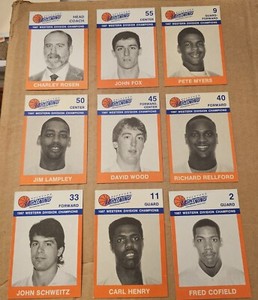 HEAD COACH
1987 WESTERN DIVISION CHAMPIONS
CHARLEY ROSEN
55
CENTER
1987 WESTERN DIVISION CHAMPIONS
JOHN FOX
9
GUARD
1987 WESTERN DIVISION CHAMPIONS
PETE MYERS
50
CENTER
1987 WESTERN DIVISION CHAMPIONS
JIM LAMPLEY
45
FORWARD-CENTER
1987 WESTERN DIVISION CHAMPIONS
DAVID WOOD
40
FORWARD
1987 WESTERN DIVISION CHAMPIONS
RICHARD RELLFORD
33
FORWARD
1987 WESTERN DIVISION CHAMPIONS
JOHN SCHWEITZ
11
GUARD
1987 WESTERN DIVISION CHAMPIONS
CARL HENRY
2
GUARD
1987 WESTERN DIVISION CHAMPIONS
FRED COFIELD